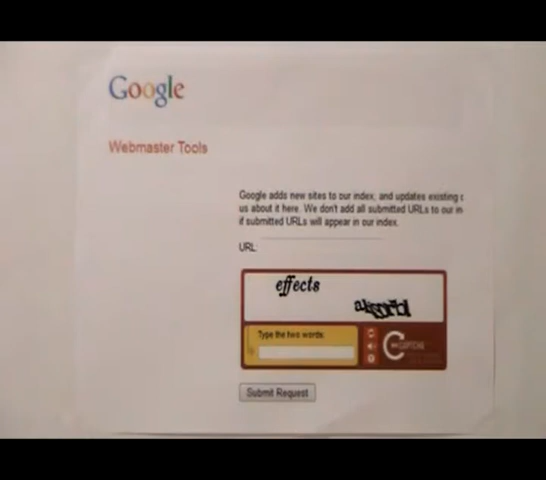 Google
Webmaster Tools
Google adds new sites to our index, and updates existing
us about it here. We don't add all submitted URLs to our in
if submitted URLs will appear in our index.
URL:
effects
Type the two words:
Submit Request